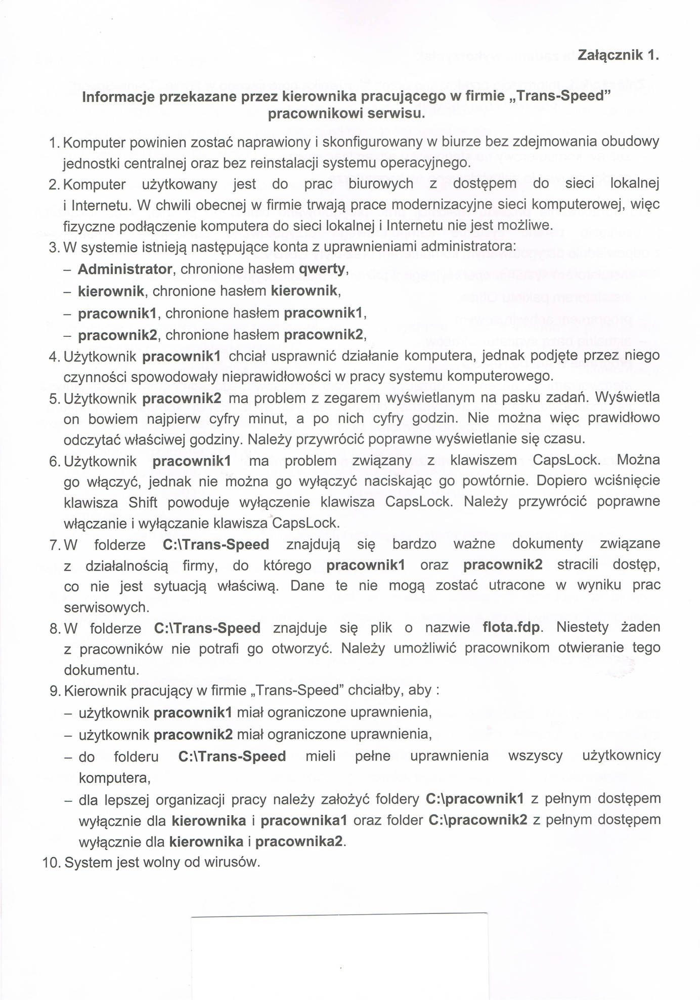 Załącznik 1.
Informacje przekazane przez kierownika pracującego w firmie „Trans-Speed”
pracownikowi serwisu.
1. Komputer powinien zostać naprawiony i skonfigurowany w biurze bez zdejmowania obudowy
jednostki centralnej oraz bez reinstalacji systemu operacyjnego.
2. Komputer użytkowany jest do prac biurowych z dostępem do sieci lokalnej
i Internetu. W chwili obecnej w firmie trwają prace modernizacyjne sieci komputerowej, więc
fizyczne podłączenie komputera do sieci lokalnej i Internetu nie jest możliwe.
3. W systemie istnieją następujące konta z uprawnieniami administratora:
– Administrator, chronione hasłem qwerty,
– kierownik, chronione hasłem kierownik,
– pracownik1, chronione hasłem pracownik1,
– pracownik2, chronione hasłem pracownik2,
4. Użytkownik pracownik1 chciał usprawnić działanie komputera, jednak podjęte przez niego
czynności spowodowały nieprawidłowości w pracy systemu komputerowego.
5. Użytkownik pracownik2 ma problem z zegarem wyświetlanym na pasku zadań. Wyświetla
on bowiem najpierw cyfry minut, a po nich cyfry godzin. Nie można więc prawidłowo
odczytać właściwej godziny. Należy przywrócić poprawne wyświetlanie się czasu.
6. Użytkownik pracownik1 ma problem związany z klawiszem CapsLock. Można
go włączyć, jednak nie można go wyłączyć naciskając go powtórnie. Dopiero wciśnięcie
klawisza Shift powoduje wyłączenie klawisza CapsLock. Należy przywrócić poprawne
włączanie i wyłączanie klawisza CapsLock.
7. W folderze C:\Trans-Speed znajdują się bardzo ważne dokumenty związane
z działalnością firmy, do którego pracownik1 oraz pracownik2 stracili dostęp,
co nie jest sytuacją właściwą. Dane te nie mogą zostać utracone w wyniku prac
serwisowych.
8. W folderze C:\Trans-Speed znajduje się plik o nazwie flota.fdp. Niestety żaden
z pracowników nie potrafi go otworzyć. Należy umożliwić pracownikom otwieranie tego
dokumentu.
9. Kierownik pracujący w firmie „Trans-Speed” chciałby, aby :
– użytkownik pracownik1 miał ograniczone uprawnienia,
– użytkownik pracownik2 miał ograniczone uprawnienia,
– do folderu C:\Trans-Speed mieli pełne uprawnienia wszyscy użytkownicy
komputera,
– dla lepszej organizacji pracy należy założyć foldery C:\pracownik1 z pełnym dostępem
wyłącznie dla kierownika i pracownika1 oraz folder C:\pracownik2 z pełnym dostępem
wyłącznie dla kierownika i pracownika2.
10. System jest wolny od wirusów.